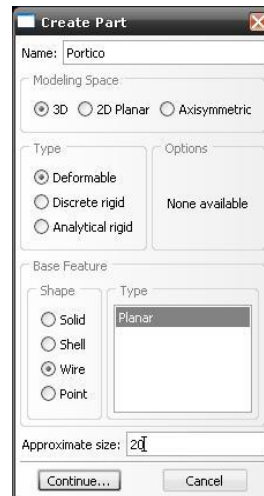 Create Part
Name: Portico
Modeling Space
3D 2D Planar Axisymmetric
Type
Deformable
Discrete rigid
Analytical rigid
Options
None available
Base Feature
Shape
Solid
Shell
Wire
Point
Type
Planar
Approximate size: 20
Continue... Cancel